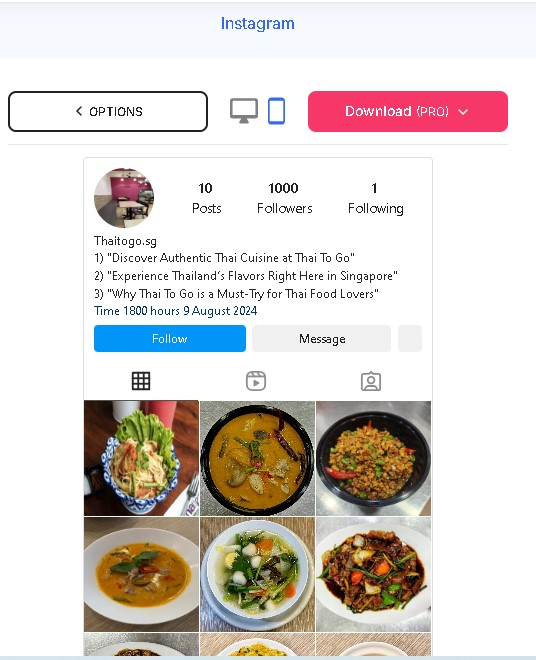 Instagram
OPTIONS
Download (PRO)
10 1000 1
Posts Followers Following
Thaitogo.sg
1) "Discover Authentic Thai Cuisine at Thai To Go"
2) "Experience Thailand's Flavors Right Here in Singapore"
3) "Why Thai To Go is a Must-Try for Thai Food Lovers"
Time 1800 hours 9 August 2024
Follow Message